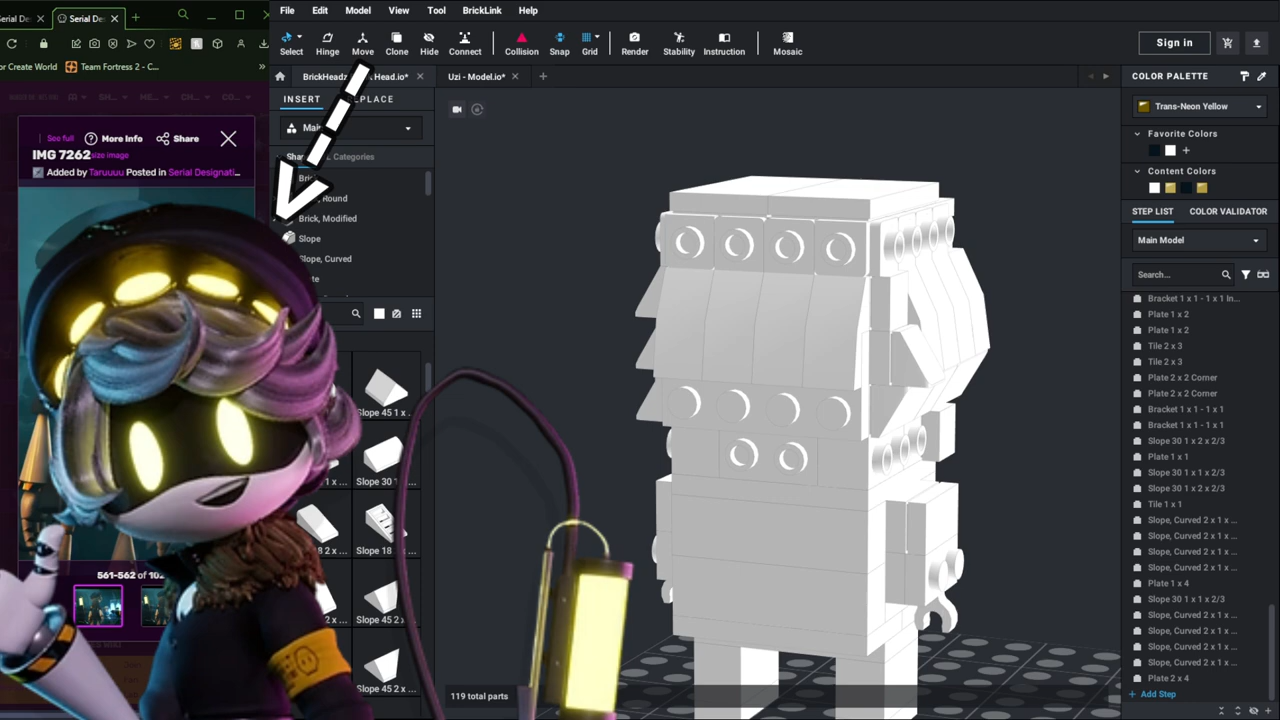 Serial De
Serial De
or Create World
Team Fortress 2 - C...
»
See full
size image
More Info
Share
IMG 7262
Added by Taruuuu Posted in Serial Designati...
561-562 of 102
File
Edit
Model
View
Tool
BrickLink
Help
Select
Hinge
Move
Clone
Hide
Connect
Collision
Snap
Grid
Render
Stability
Instruction
Mosaic
Sign in
Head.io*
Uzi - Model.io*
INSERT
Categories
Round
Brick, Modified
Slope
Slope, Curved
Slope 45 1 x ...
Slope 30 ...
18 2 x ...
Slope 18 ...
45 2 ...
Slope 45 2 ...
Slope 45 2 ...
119 total parts
COLOR PALETTE
Trans-Neon Yellow
Favorite Colors
Content Colors
STEP LIST
COLOR VALIDATOR
Main Model
Search...
Bracket 1 x 1 - 1 x 1 In...
Plate 1 x 2
Plate 1 x 2
Tile 2 x 3
Tile 2 x 3
Plate 2 x 2 Corner
Plate 2 x 2 Corner
Bracket 1 x 1 - 1 x 1
Bracket 1 x 1 - 1 x 1
Slope 30 1 x 2 x 2/3
Plate 1 x 1
Slope 30 1 x 1 x 2/3
Slope 30 1 x 2 x 2/3
Tile 1 x 1
Slope, Curved 2 x 1 x ...
Slope, Curved 2 x 1 x ...
Slope, Curved 2 x 1 x ...
Slope, Curved 2 x 1 x ...
Plate 1 x 4
Slope 30 1 x 1 x 2/3
Slope, Curved 2 x 1 x ...
Slope, Curved 2 x 1 x ...
Slope, Curved 2 x 1 x ...
Slope, Curved 2 x 1 x ...
Plate 2 x 4
Add Step